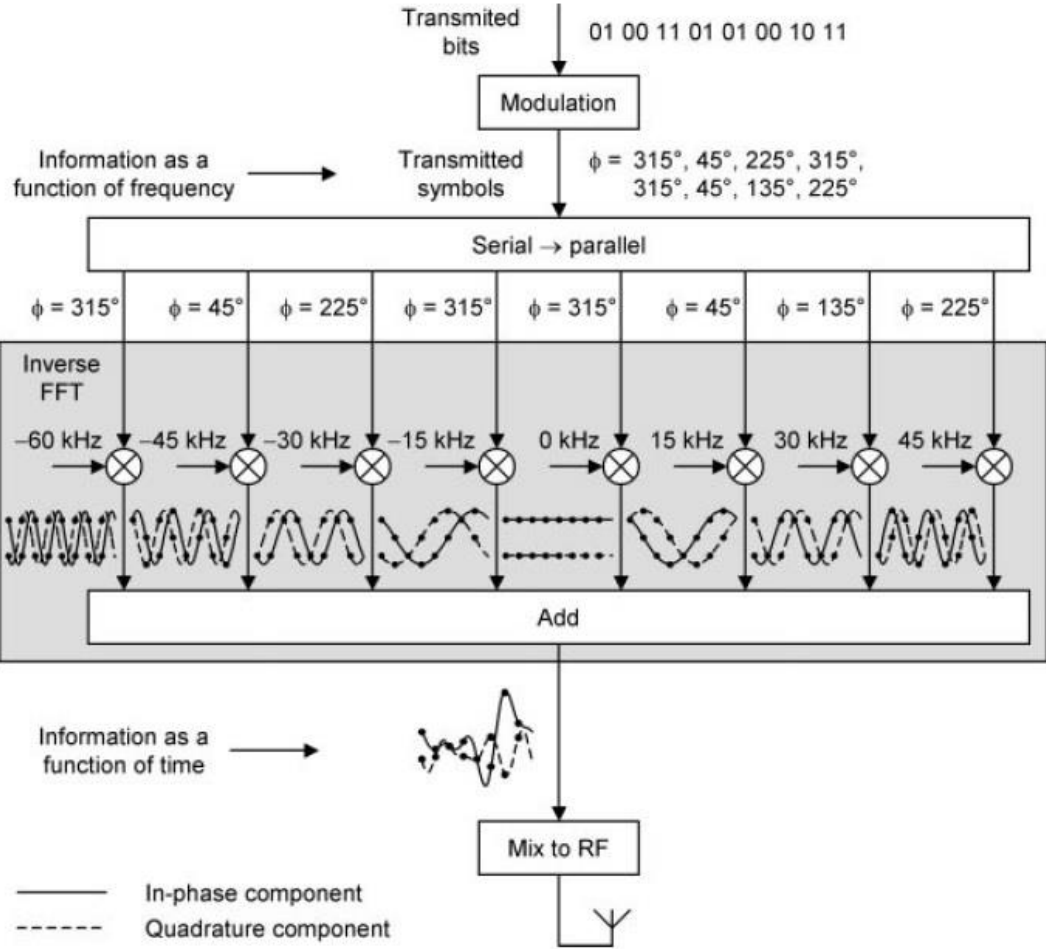 Transmited
bits
01 00 11 01 01 00 10 11
Modulation
Information as a
function of frequency
Transmitted
symbols
ϕ = 315°, 45°, 225°, 315°,
315°, 45°, 135°, 225°
Serial → parallel
ϕ = 315°
ϕ = 45°
ϕ = 225°
ϕ = 315°
ϕ = 315°
ϕ = 45°
ϕ = 135°
ϕ = 225°
Inverse
FFT
−60 kHz
−45 kHz
−30 kHz
−15 kHz
0 kHz
15 kHz
30 kHz
45 kHz
Add
Information as a
function of time
Mix to RF
In-phase component
Quadrature component